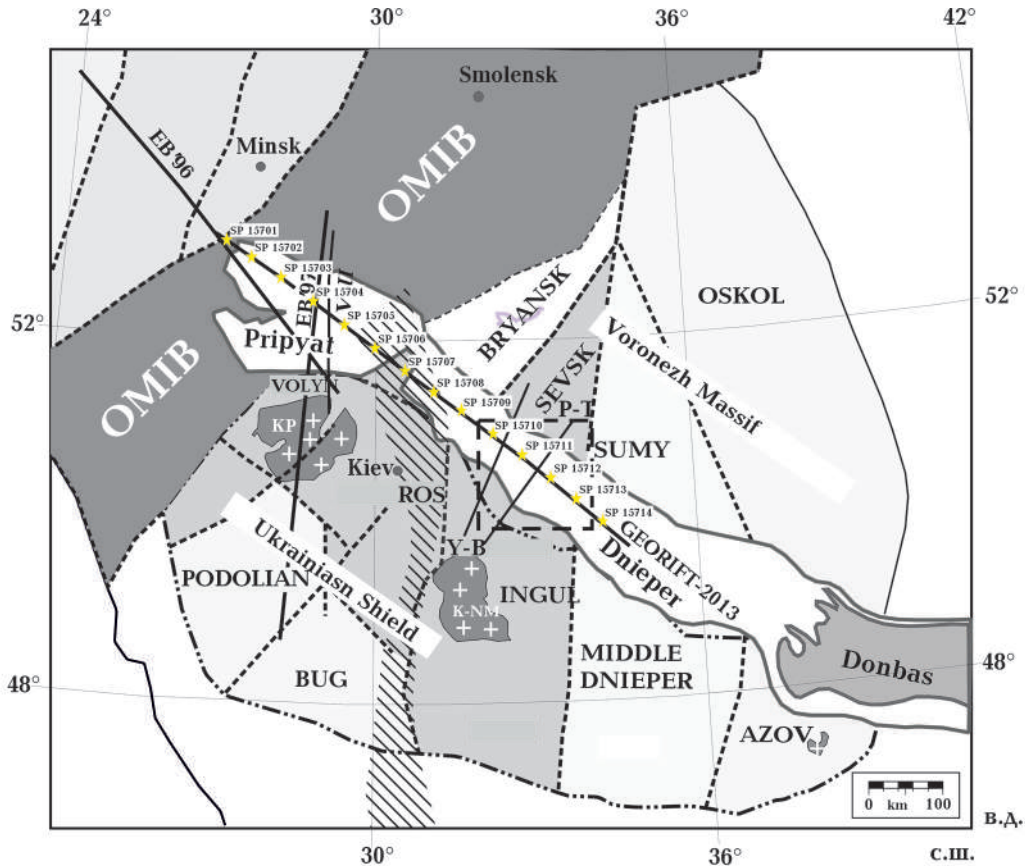 24°
30°
36°
42°
Smolensk
EB'96
Minsk
OMIB
OMIB
SP 15701
SP 15702
SP 15703
SP 15704
SP 15705
SP 15706
SP 15707
SP 15708
SP 15709
SP 15710
SP 15711
SP 15712
SP 15713
SP 15714
52°
52°
OSKOL
BRYANSK
SEVSK
Voronezh Massif
Pripyat
VOLYN
KP
P-T
SUMY
Kiev
ROS
Y-B
GEORIFT-2013
Dnieper
Ukrainiasn Shield
PODOLIAN
INGUL
K-NM
BUG
MIDDLE
DNIEPER
Donbas
48°
48°
AZOV
0 km 100
в.д.
30°
36°
с.ш.